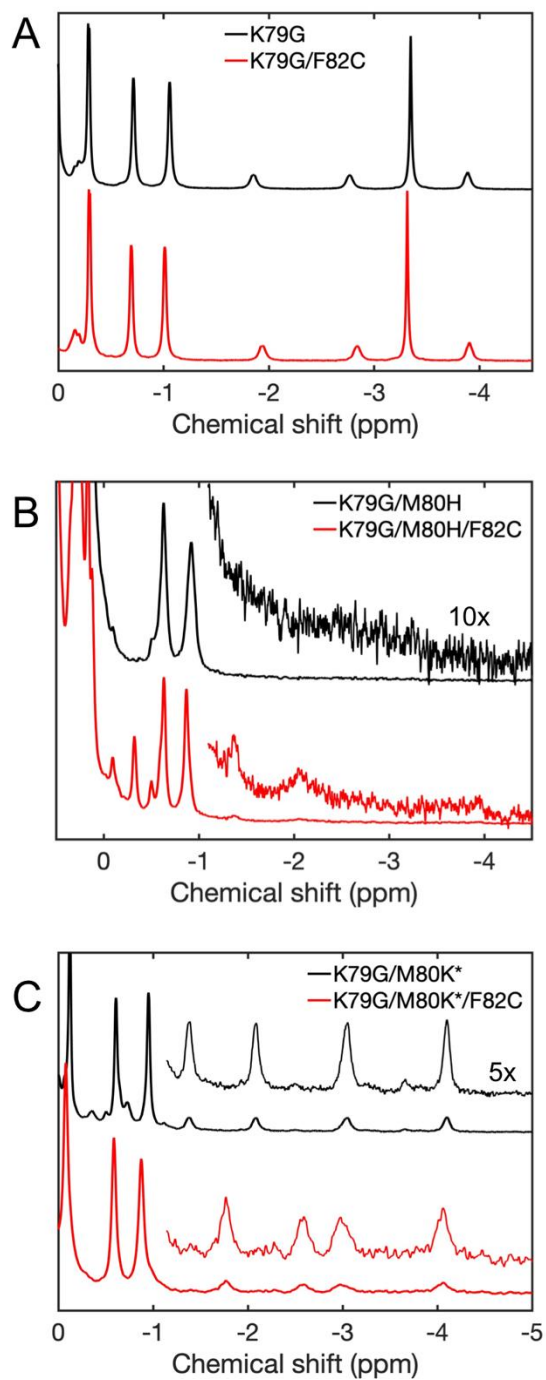 A
K79G
K79G/F82C
0 -1 -2 -3 -4
Chemical shift (ppm)
B
K79G/M80H
K79G/M80H/F82C
10x
0 -1 -2 -3 -4
Chemical shift (ppm)
C
K79G/M80K*
K79G/M80K*/F82C
5x
0 -1 -2 -3 -4 -5
Chemical shift (ppm)